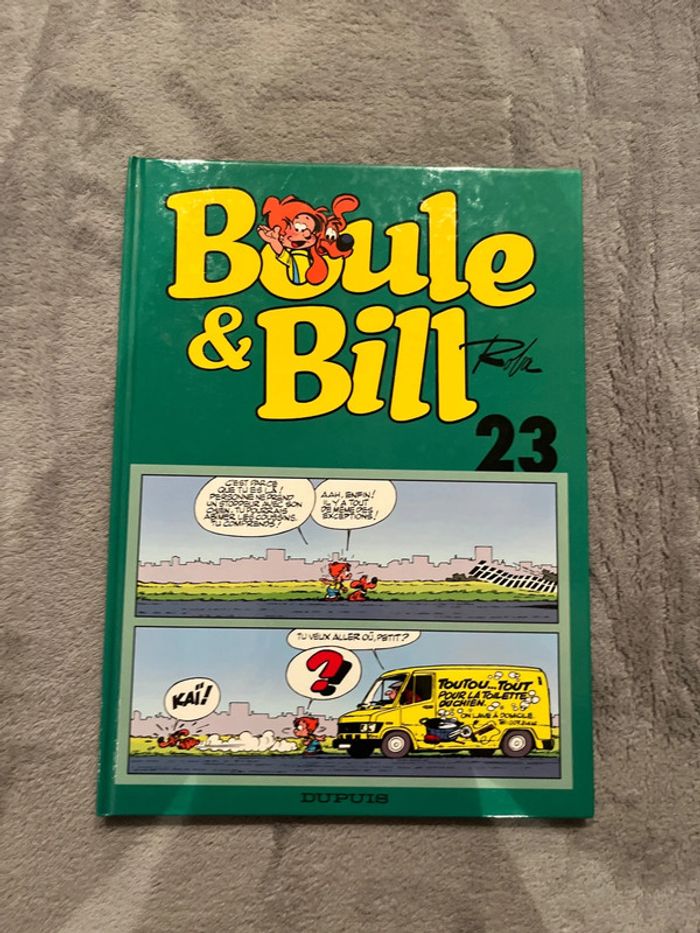 Boule
& Bill
Roba
23
C'EST PARCE
QUE TU ES LÀ !
PERSONNE NE PREND
UN STOPPEUR AVEC SON
CHIEN. TU POURRAIS
ABÎMER LES COUSSINS.
TU COMPRENDS ?
AAH, ENFIN !
IL Y A TOUT
DE MÊME DES
EXCEPTIONS !
TU VEUX ALLER OÙ, PETIT ?
KAÏ!
?
TOUTOU...TOUT
POUR LA TOILETTE
DU CHIEN.
ON LAVE À DOMICILE
DUPUIS